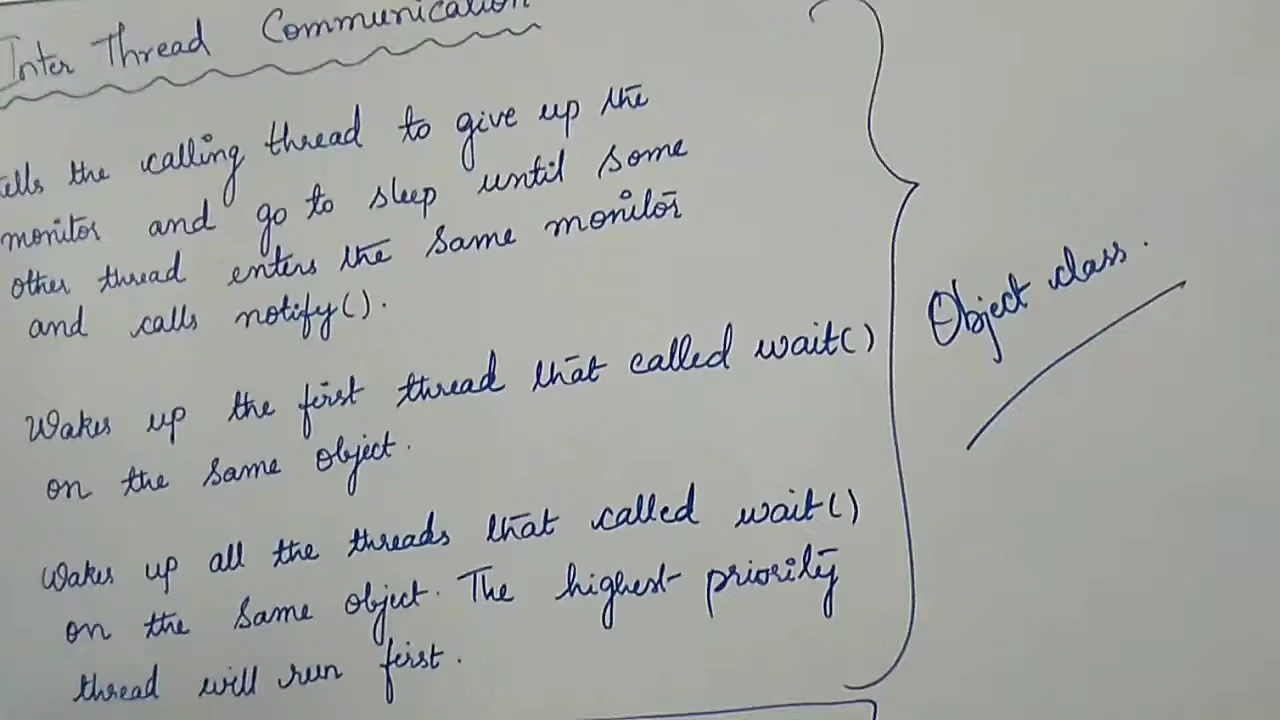 Inter Thread Communication
ells the calling thread to give up the
monitor and go to sleep until some
other thread enters the same monitor
and calls notify().
Wakes up the first thread that called wait()
on the same object.
Wakes up all the threads that called wait()
on the same object. The highest priority
thread will run first.
Object class.